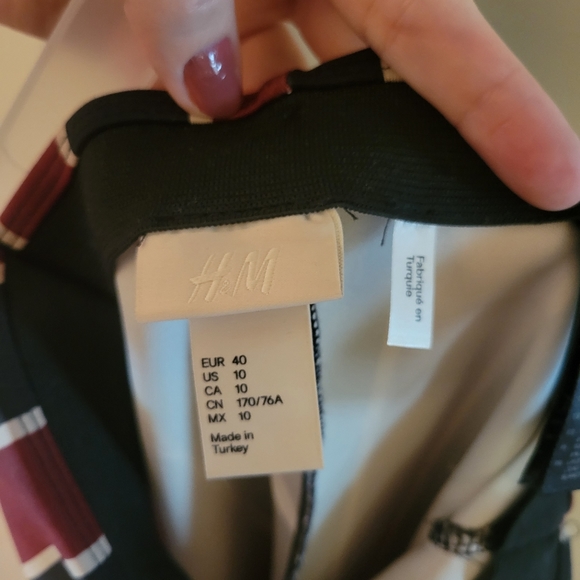 H&M
EUR 40
US 10
CA 10
CN 170/76A
MX 10
Made in
Turkey
Fabriqué en
Turquie